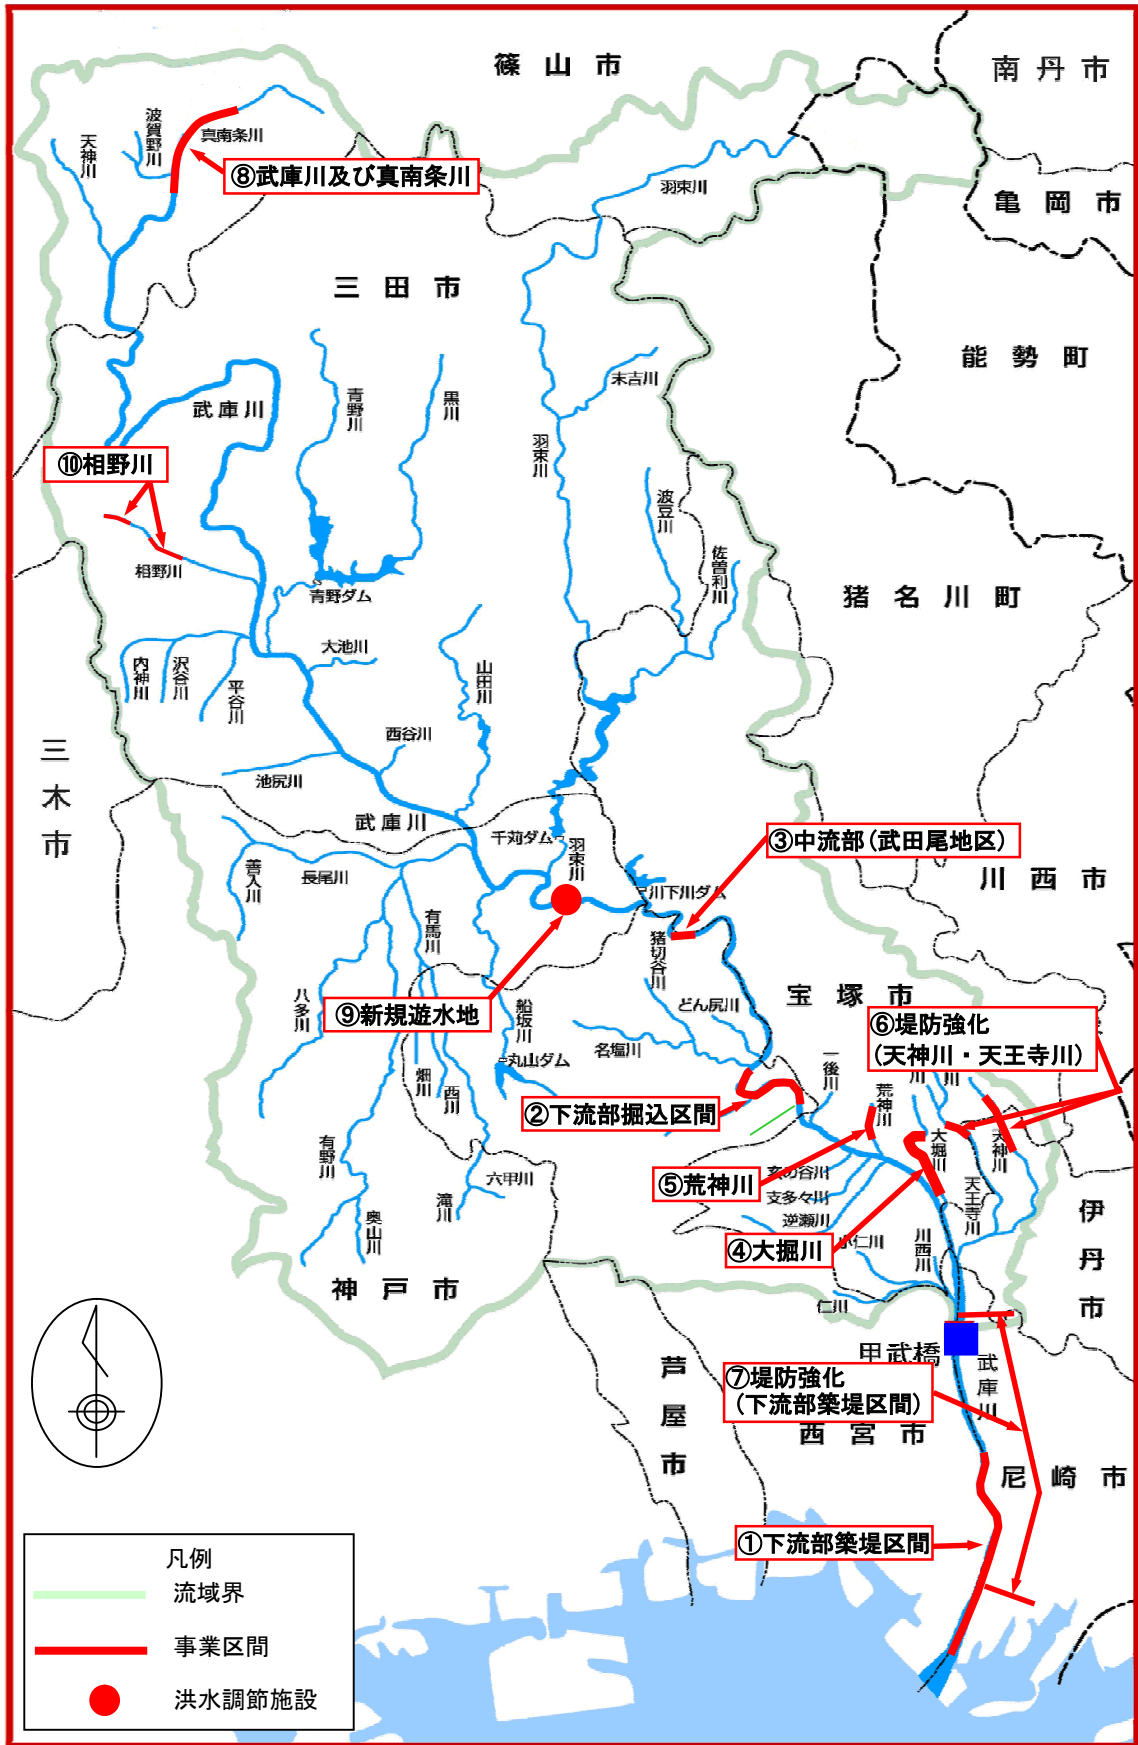 篠山市
南丹市
波賀野川
真南条川
天神川
⑧武庫川及び真南条川
羽束川
亀岡市
三田市
能勢町
末吉川
武庫川
青野川
黒川
羽束川
⑩相野川
波豆川
佐曽利川
相野川
青野ダム
猪名川町
大池川
内神川
沢谷川
平谷川
山田川
西谷川
三木市
池尻川
武庫川
千苅ダム
羽束川
③中流部(武田尾地区)
善入川
長尾川
川下川ダム
川西市
有馬川
猪切谷川
八多川
⑨新規遊水地
船坂川
どん尻川
宝塚市
⑥堤防強化
(天神川・天王寺川)
名塩川
丸山ダム
一後川
畑川
西川
荒神川
川
川
②下流部掘込区間
大堀川
天神川
有野川
六甲川
⑤荒神川
亥の谷川
支多々川
逆瀬川
天王寺川
滝川
奥山川
④大掘川
小仁川
川西川
伊丹市
神戸市
仁川
甲武橋
武庫川
芦屋市
⑦堤防強化
(下流部築堤区間)
西宮市
尼崎市
①下流部築堤区間
凡例
流域界
事業区間
洪水調節施設